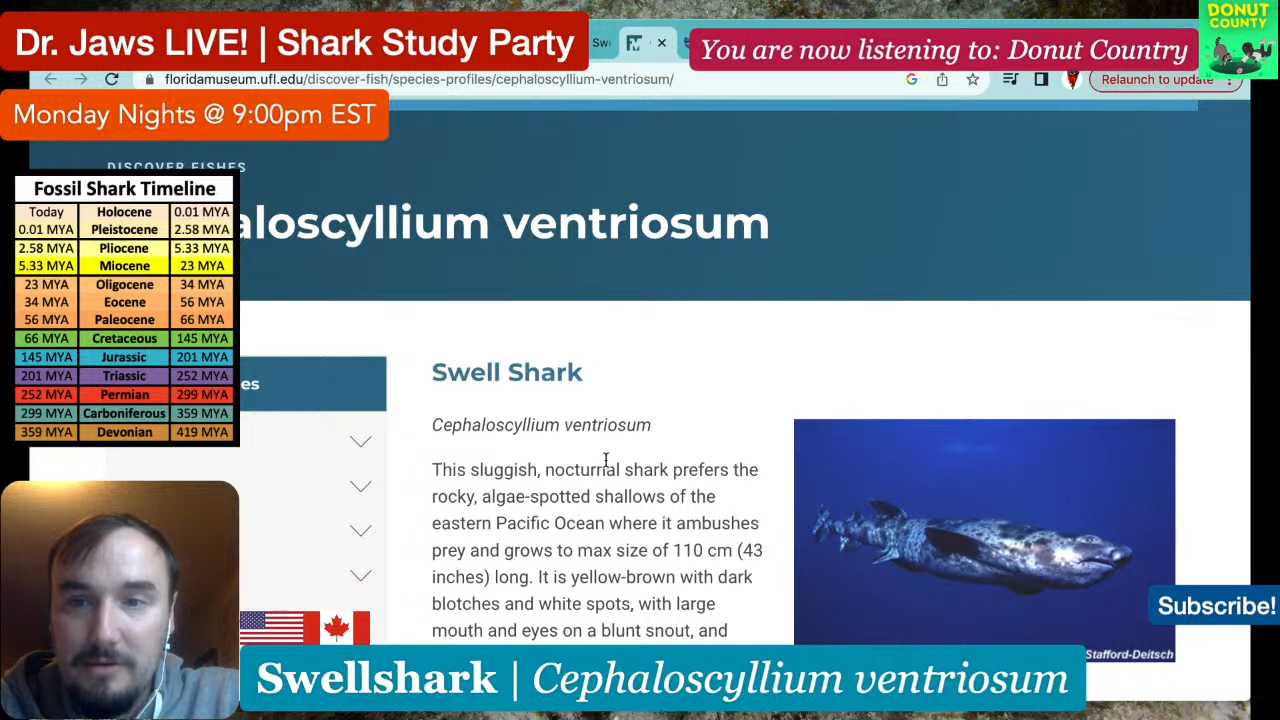 Dr. Jaws LIVE! | Shark Study Party
You are now listening to: Donut Country
DONUT
COUNTY
floridamuseum.ufl.edu/discover-fish/species-profiles/cephaloscyllium-ventriosum/
Relaunch to update
Monday Nights @ 9:00pm EST
DISCOVER FISHES
aloscyllium ventriosum
Fossil Shark Timeline
Today Holocene 0.01 MYA
0.01 MYA Pleistocene 2.58 MYA
2.58 MYA Pliocene 5.33 MYA
5.33 MYA Miocene 23 MYA
23 MYA Oligocene 34 MYA
34 MYA Eocene 56 MYA
56 MYA Paleocene 66 MYA
66 MYA Cretaceous 145 MYA
145 MYA Jurassic 201 MYA
201 MYA Triassic 252 MYA
252 MYA Permian 299 MYA
299 MYA Carboniferous 359 MYA
359 MYA Devonian 419 MYA
es
Swell Shark
Cephaloscyllium ventriosum
This sluggish, nocturnal shark prefers the
rocky, algae-spotted shallows of the
eastern Pacific Ocean where it ambushes
prey and grows to max size of 110 cm (43
inches) long. It is yellow-brown with dark
blotches and white spots, with large
mouth and eyes on a blunt snout, and
Stafford-Deitsch
Subscribe!
Swellshark | Cephaloscyllium ventriosum